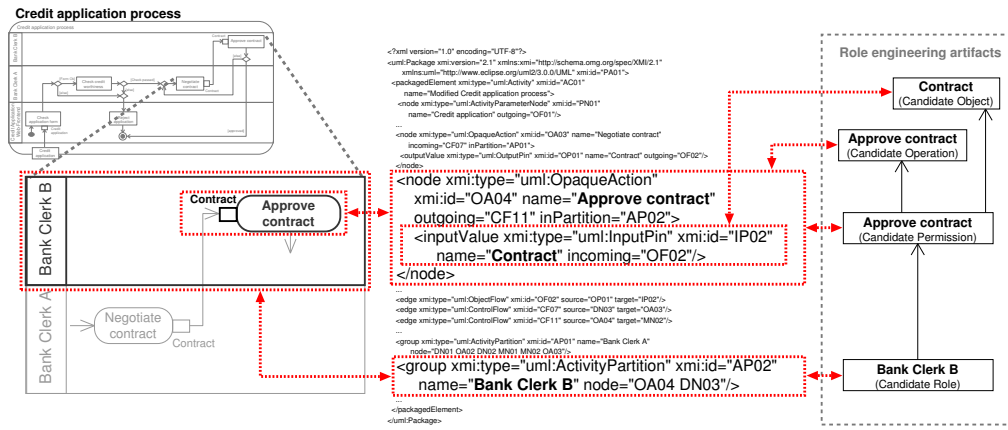 Credit application process
Credit application process
Bank Clerk B
Contract
Approve contract
Bank Clerk A
Check credit worthiness
Negotiate contract
Contract
Reject application
Credit Application Web Frontend
Check application form
Credit application
Credit application
Bank Clerk B
Contract
Approve
contract
Bank Clerk A
Negotiate
contract
Contract
<?xml version="1.0" encoding="UTF-8"?>
<uml:Package xmi:version="2.1" xmlns:xmi="http://schema.omg.org/spec/XMI/2.1"
xmlns:uml="http://www.eclipse.org/uml2/3.0.0/UML" xmi:id="PA01">
<packagedElement xmi:type="uml:Activity" xmi:id="AC01"
name="Modified Credit application process">
<node xmi:type="uml:ActivityParameterNode" xmi:id="PN01"
name="Credit application" outgoing="OF01"/>
...
<node xmi:type="uml:OpaqueAction" xmi:id="OA03" name="Negotiate contract"
incoming="CF07" inPartition="AP01">
<outputValue xmi:type="uml:OutputPin" xmi:id="OP01" name="Contract" outgoing="OF02"/>
</node>
<node xmi:type="uml:OpaqueAction"
xmi:id="OA04" name="Approve contract"
outgoing="CF11" inPartition="AP02">
<inputValue xmi:type="uml:InputPin" xmi:id="IP02"
name="Contract" incoming="OF02"/>
</node>
...
<edge xmi:type="uml:ObjectFlow" xmi:id="OF02" source="OP01" target="IP02"/>
<edge xmi:type="uml:ControlFlow" xmi:id="CF07" source="DN03" target="OA03"/>
<edge xmi:type="uml:ControlFlow" xmi:id="CF11" source="OA04" target="MN02"/>
...
<group xmi:type="uml:ActivityPartition" xmi:id="AP01" name="Bank Clerk A"
node="DN01 OA02 DN02 MN01 MN02 OA03"/>
<group xmi:type="uml:ActivityPartition" xmi:id="AP02"
name="Bank Clerk B" node="OA04 DN03"/>
...
</packagedElement>
</uml:Package>
Role engineering artifacts
Contract
(Candidate Object)
Approve contract
(Candidate Operation)
Approve contract
(Candidate Permission)
Bank Clerk B
(Candidate Role)